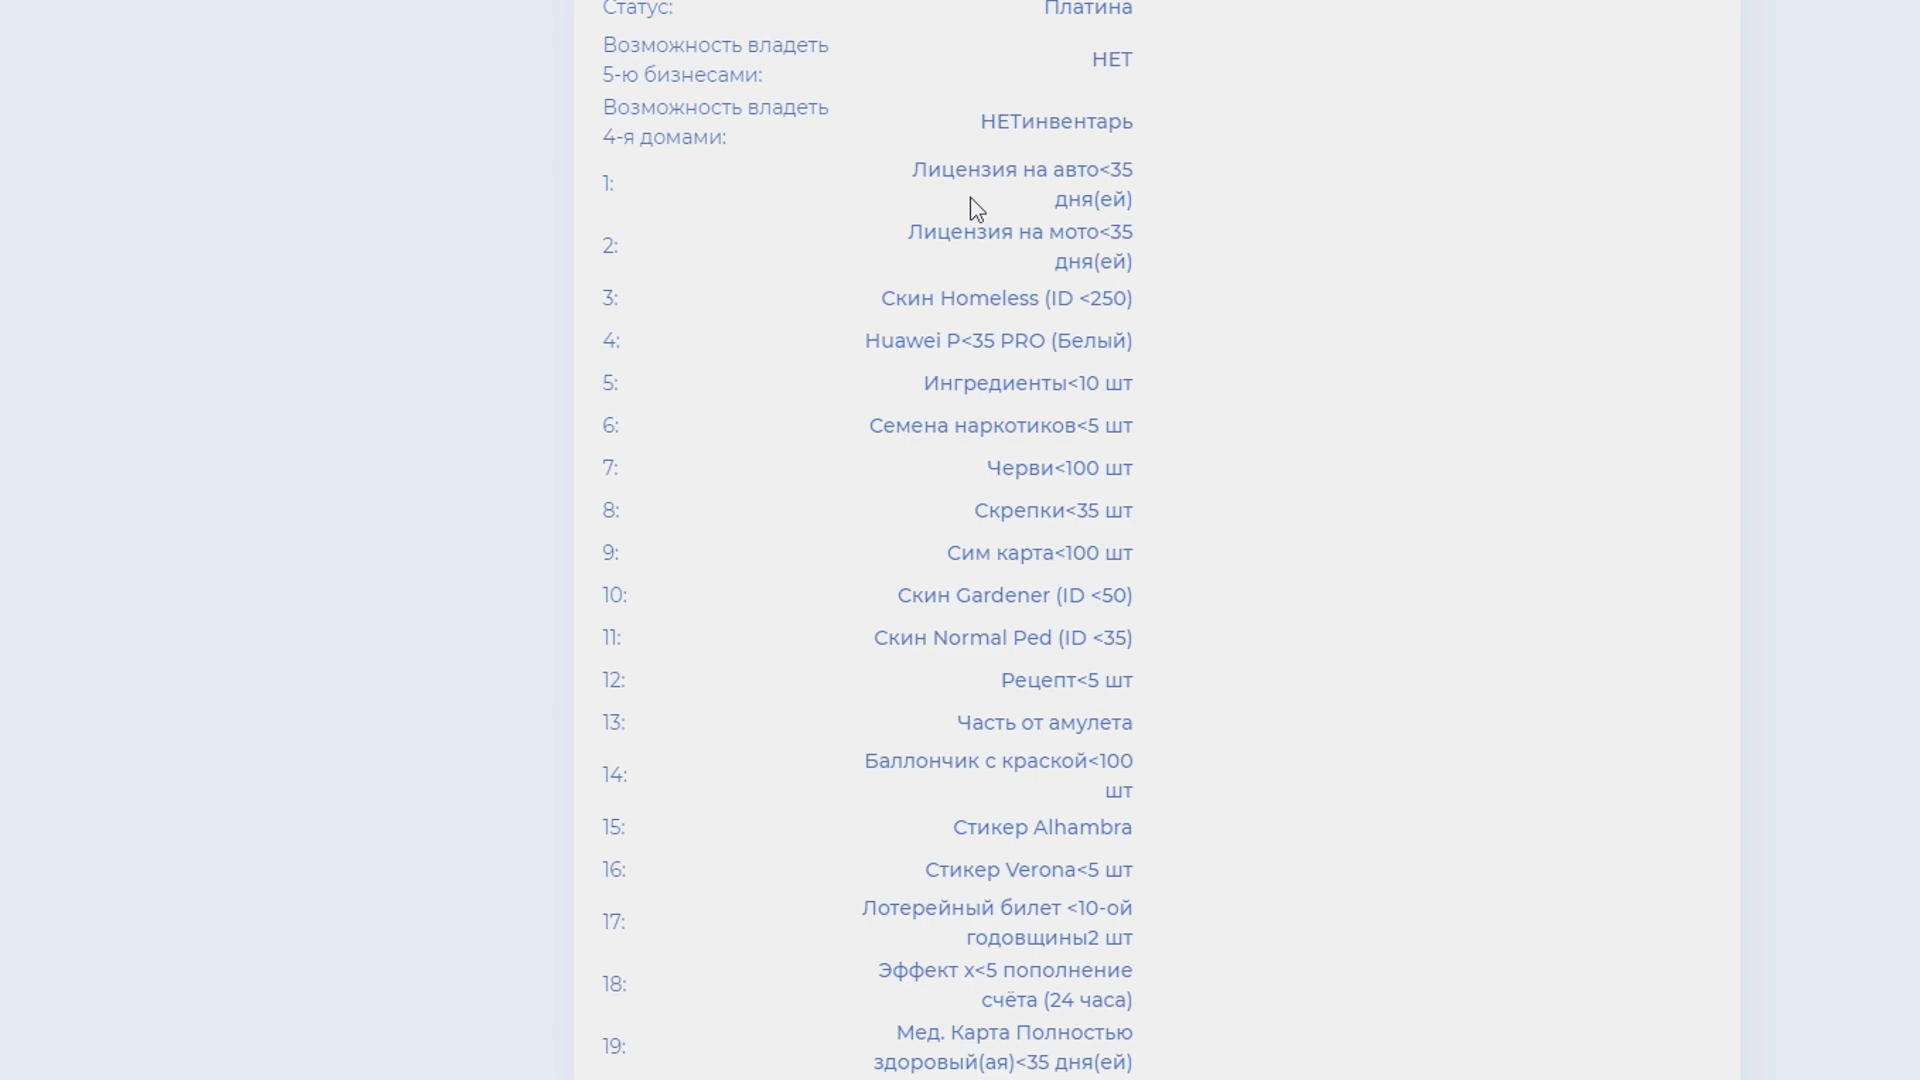 Статус: Платина
Возможность владеть
5-ю бизнесами: НЕТ
Возможность владеть
4-я домами: НЕТинвентарь
1: Лицензия на авто<35
дня(ей)
2: Лицензия на мото<35
дня(ей)
3: Скин Homeless (ID <250)
4: Huawei P<35 PRO (Белый)
5: Ингредиенты<10 шт
6: Семена наркотиков<5 шт
7: Черви<100 шт
8: Скрепки<35 шт
9: Сим карта<100 шт
10: Скин Gardener (ID <50)
11: Скин Normal Ped (ID <35)
12: Рецепт<5 шт
13: Часть от амулета
14: Баллончик с краской<100
шт
15: Стикер Alhambra
16: Стикер Verona<5 шт
17: Лотерейный билет <10-ой
годовщины2 шт
18: Эффект x<5 пополнение
счёта (24 часа)
19: Мед. Карта Полностью
здоровый(ая)<35 дня(ей)